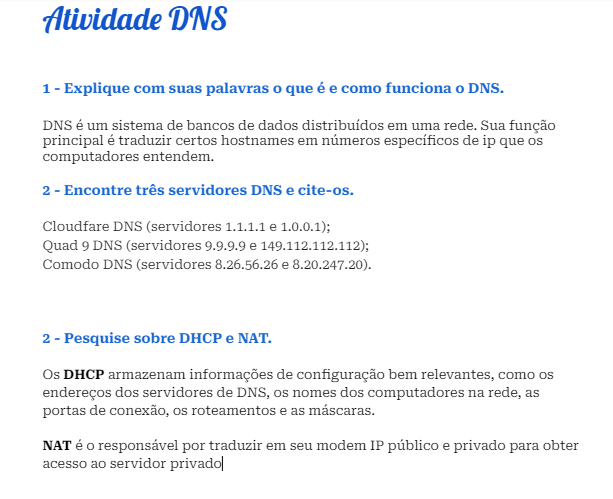 Atividade DNS
1 - Explique com suas palavras o que é e como funciona o DNS.
DNS é um sistema de bancos de dados distribuídos em uma rede. Sua função
principal é traduzir certos hostnames em números específicos de ip que os
computadores entendem.
2 - Encontre três servidores DNS e cite-os.
Cloudfare DNS (servidores 1.1.1.1 e 1.0.0.1);
Quad 9 DNS (servidores 9.9.9.9 e 149.112.112.112);
Comodo DNS (servidores 8.26.56.26 e 8.20.247.20).
2 - Pesquise sobre DHCP e NAT.
Os DHCP armazenam informações de configuração bem relevantes, como os
endereços dos servidores de DNS, os nomes dos computadores na rede, as
portas de conexão, os roteamentos e as máscaras.
NAT é o responsável por traduzir em seu modem IP público e privado para obter
acesso ao servidor privado